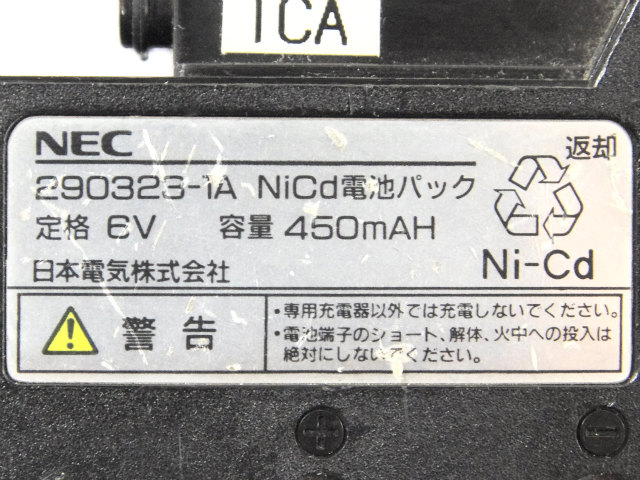 TCA
NEC
返却
290323-1A NiCd電池パック
定格 6V 容量 450mAH
Ni-Cd
日本電気株式会社
警告
・専用充電器以外では充電しないでください。
・電池端子のショート、解体、火中への投入は
絶対にしないでください。